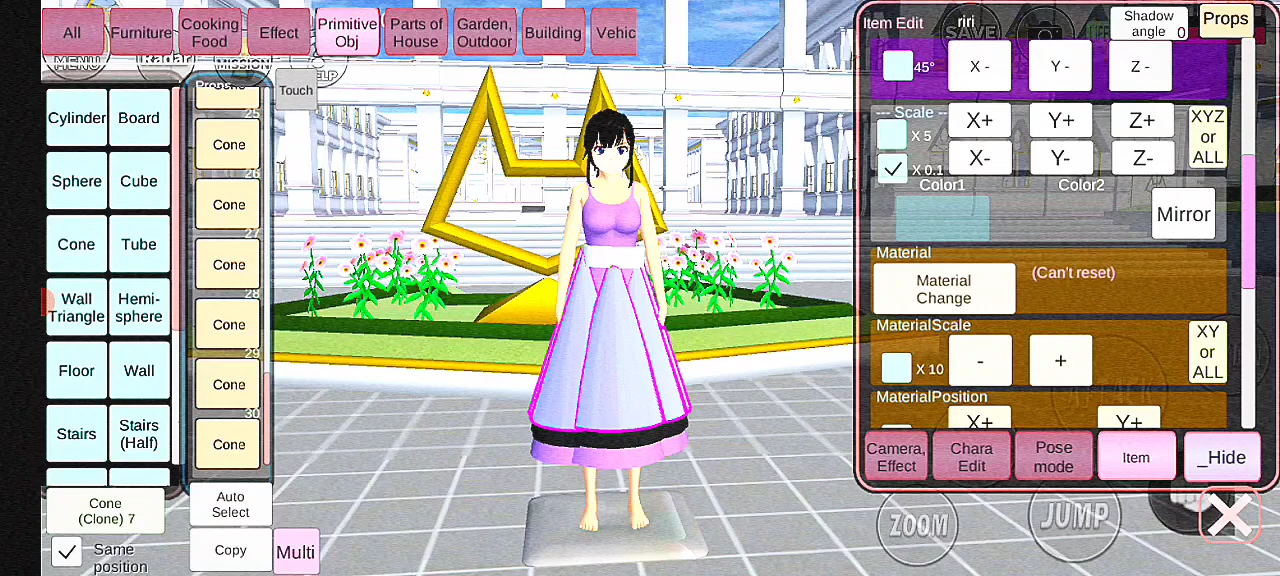 All
Furniture
Cooking
Food
Effect
Primitive
Obj
Parts of
House
Garden,
Outdoor
Building
Vehic
MENU
Radar
MISSION
Touch
Cylinder
Board
Sphere
Cube
Cone
Tube
Wall
Triangle
Hemi-
sphere
Floor
Wall
Stairs
Stairs
(Half)
25
Cone
26
Cone
27
Cone
28
Cone
29
Cone
30
Cone
Cone
(Clone) 7
Auto
Select
Same
position
Copy
Multi
Item Edit
riri
SAVE
Shadow
angle 0
Props
45°
X -
Y -
Z -
--- Scale --
X 5
X 0.1
X+
Y+
Z+
X-
Y-
Z-
XYZ
or
ALL
Color1
Color2
Mirror
Material
Material
Change
(Can't reset)
MaterialScale
X 10
-
+
XY
or
ALL
MaterialPosition
X+
Y+
Camera,
Effect
Chara
Edit
Pose
mode
Item
_Hide
ZOOM
JUMP